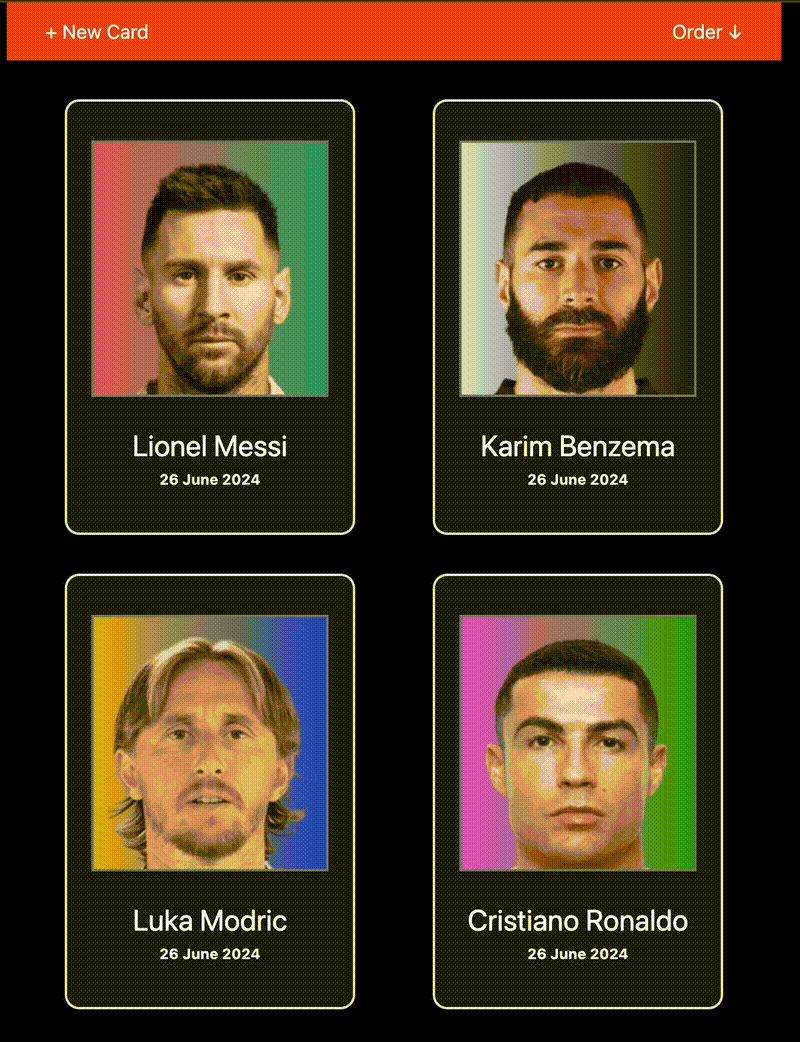 + New Card
Order ↓
Lionel Messi
26 June 2024
Karim Benzema
26 June 2024
Luka Modric
26 June 2024
Cristiano Ronaldo
26 June 2024